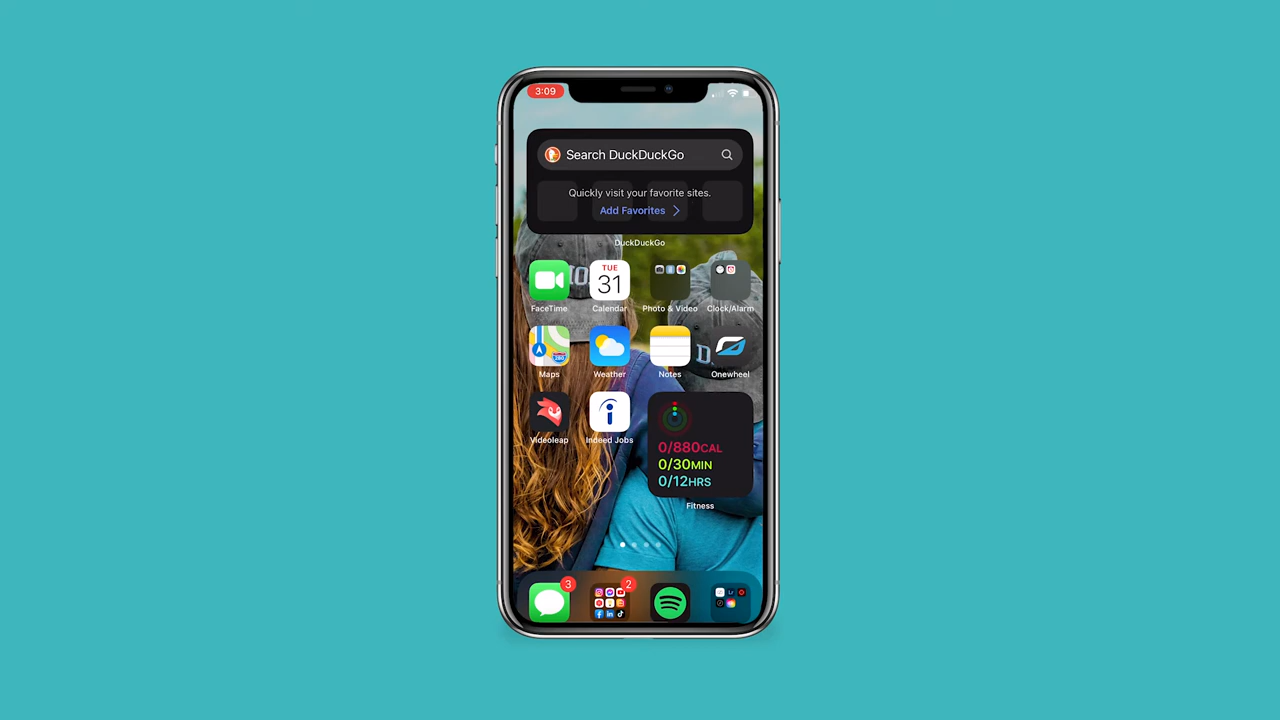 3:09
Search DuckDuckGo
Quickly visit your favorite sites.
Add Favorites
DuckDuckGo
TUE
31
FaceTime
Calendar
Photo & Video
Clock/Alarm
280
D.
Maps
Weather
Notes
Onewheel
0/880CAL
0/30MIN
0/12HRS
Videoleap
Indeed Jobs
Fitness
3
2